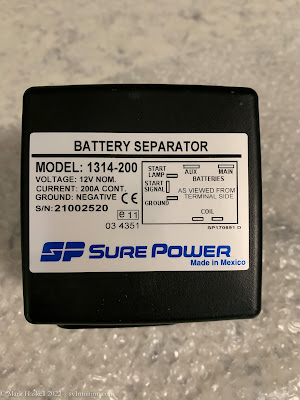 BATTERY SEPARATOR
MODEL: 1314-200
VOLTAGE: 12V NOM.
CURRENT: 200A CONT.
GROUND: NEGATIVE CE
S/N: 21002520
e 11
03 4351
START
LAMP
START
SIGNAL
GROUND
AUX
MAIN
BATTERIES
AS VIEWED FROM
TERMINAL SIDE
COIL
SP SURE POWER
Made in Mexico